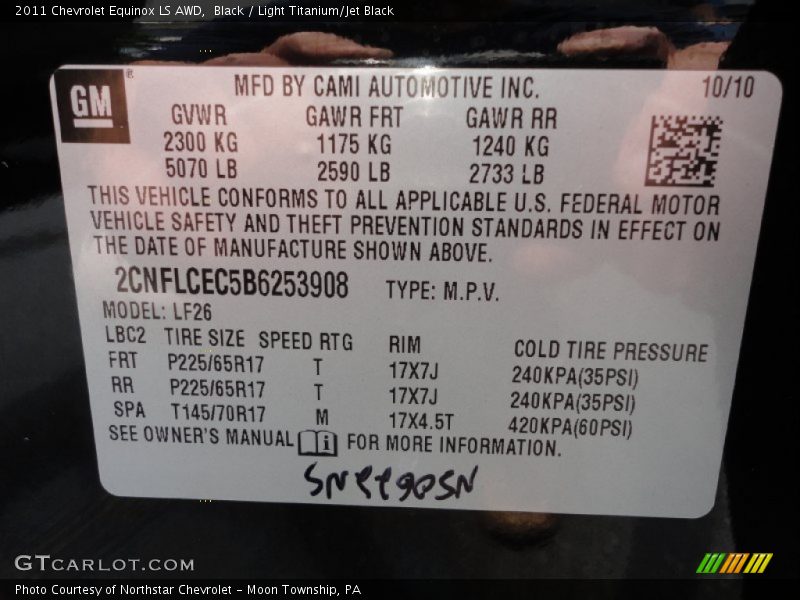 2011 Chevrolet Equinox LS AWD, Black / Light Titanium/Jet Black
GM
®
MFD BY CAMI AUTOMOTIVE INC.
10/10
GVWR GAWR FRT GAWR RR
2300 KG 1175 KG 1240 KG
5070 LB 2590 LB 2733 LB
THIS VEHICLE CONFORMS TO ALL APPLICABLE U.S. FEDERAL MOTOR
VEHICLE SAFETY AND THEFT PREVENTION STANDARDS IN EFFECT ON
THE DATE OF MANUFACTURE SHOWN ABOVE.
2CNFLCEC5B6253908 TYPE: M.P.V.
MODEL: LF26
LBC2 TIRE SIZE SPEED RTG RIM COLD TIRE PRESSURE
FRT P225/65R17 T 17X7J 240KPA(35PSI)
RR P225/65R17 T 17X7J 240KPA(35PSI)
SPA T145/70R17 M 17X4.5T 420KPA(60PSI)
SEE OWNER'S MANUAL i FOR MORE INFORMATION.
GTCARLOT.COM
Photo Courtesy of Northstar Chevrolet - Moon Township, PA